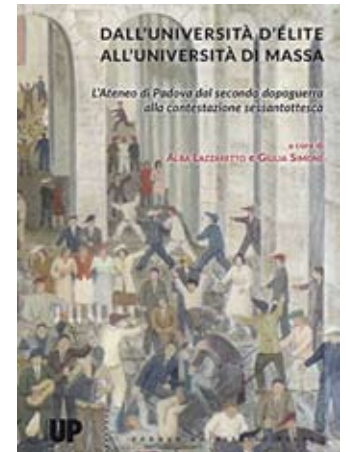 DALL'UNIVERSITÀ D'ÉLITE
ALL'UNIVERSITÀ DI MASSA
L'Ateneo di Padova dal secondo dopoguerra
alla contestazione sessantottesca
a cura di
ALBA LAZZARETTO E GIULIA SIMONE
UP